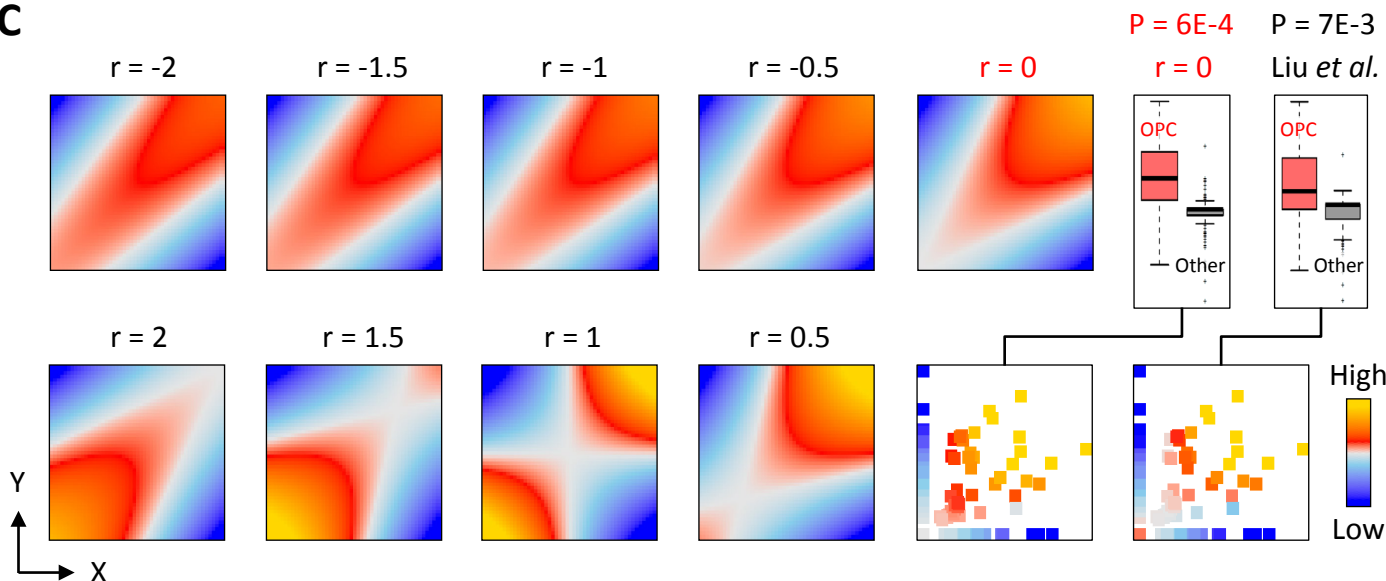 C
P = 6E-4 P = 7E-3
r = -2 r = -1.5 r = -1 r = -0.5 r = 0 r = 0 Liu et al.
OPC OPC
Other Other
r = 2 r = 1.5 r = 1 r = 0.5
High
Y
Low
X